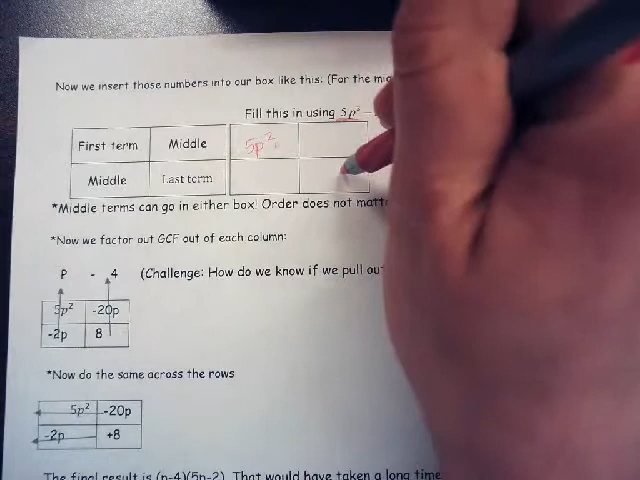 Now we insert those numbers into our box like this: (For the
Fill this in using 5p² -
First term Middle 5p²
Middle Last term
*Middle terms can go in either box! Order does not
*Now we factor out GCF out of each column:
P - 4 (Challenge: How do we know if we pull
5p² -20p
-2p 8
*Now do the same across the rows
5p² -20p
-2p +8
The final result is (p-4)(5p-2). That would have taken a long time